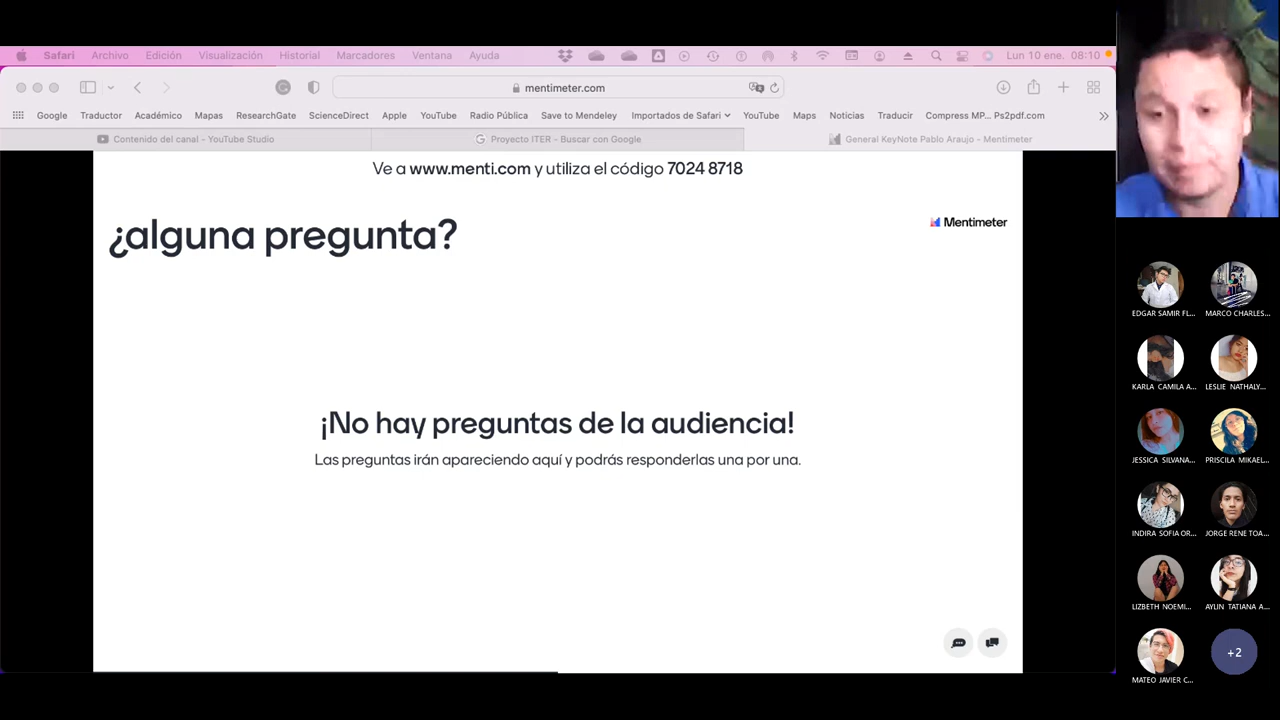 Safari Archivo Edición Visualización Historial Marcadores Ventana Ayuda Lun 10 ene. 08:10
mentimeter.com
Google Traductor Académico Mapas ResearchGate ScienceDirect Apple YouTube Radio Pública Save to Mendeley Importados de Safari YouTube Maps Noticias Traducir Compress MP... Ps2pdf.com
Contenido del canal - YouTube Studio
Proyecto ITER - Buscar con Google
General KeyNote Pablo Araujo - Mentimeter
Ve a www.menti.com y utiliza el código 7024 8718
¿alguna pregunta?
Mentimeter
¡No hay preguntas de la audiencia!
Las preguntas irán apareciendo aquí y podrás responderlas una por una.
EDGAR SAMIR FL...
MARCO CHARLES...
KARLA CAMILA A...
LESLIE NATHALY...
JESSICA SILVANA...
PRISCILA MIKAEL...
INDIRA SOFIA OR...
JORGE RENE TOA...
LIZBETH NOEMI...
AYLIN TATIANA A...
MATEO JAVIER C...
+2